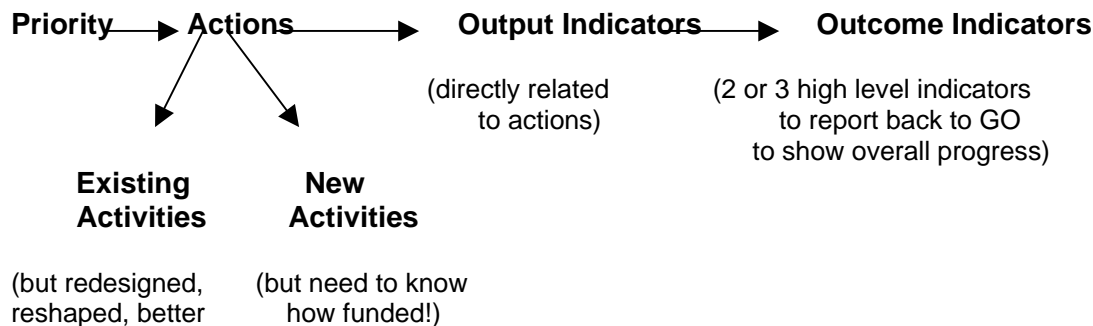 Priority Actions Output Indicators Outcome Indicators
(directly related
to actions)
(2 or 3 high level indicators
to report back to GO
to show overall progress)
Existing
Activities
New
Activities
(but redesigned,
reshaped, better
(but need to know
how funded!)